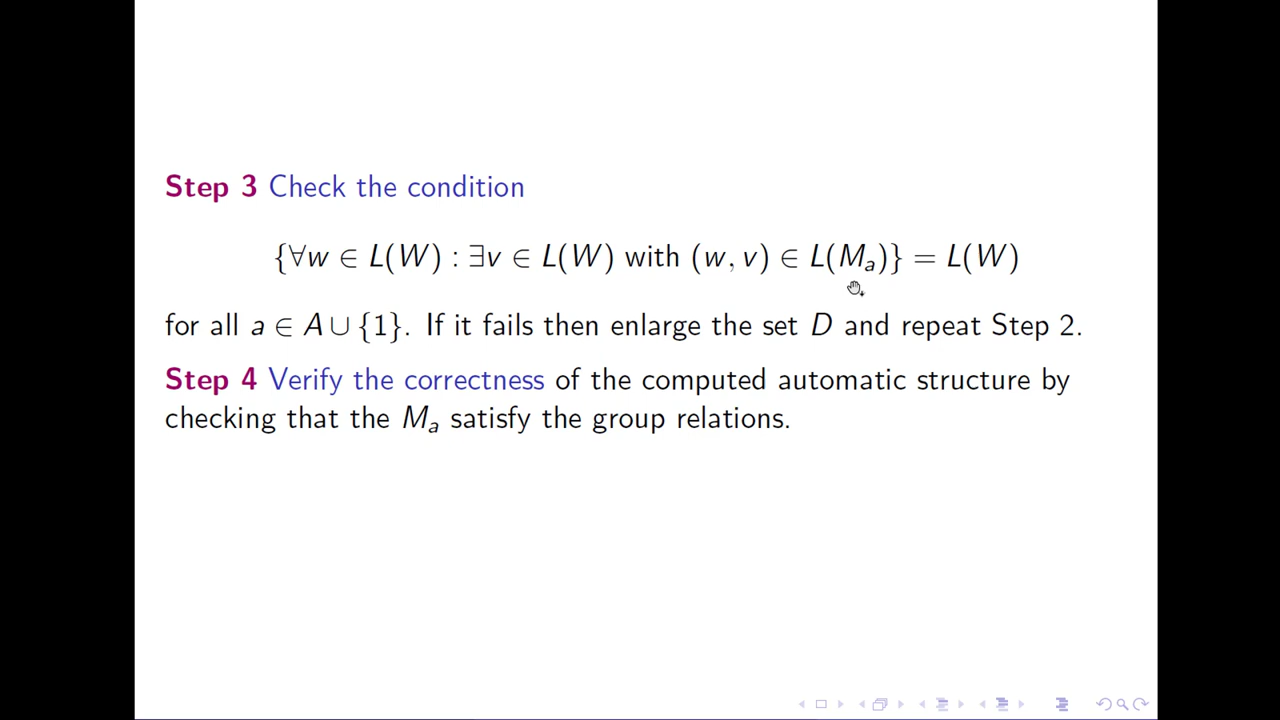 Step 3 Check the condition
{∀w ∈ L(W) : ∃v ∈ L(W) with (w, v) ∈ L(Mₐ)} = L(W)
for all a ∈ A ∪ {1}. If it fails then enlarge the set D and repeat Step 2.
Step 4 Verify the correctness of the computed automatic structure by
checking that the Mₐ satisfy the group relations.